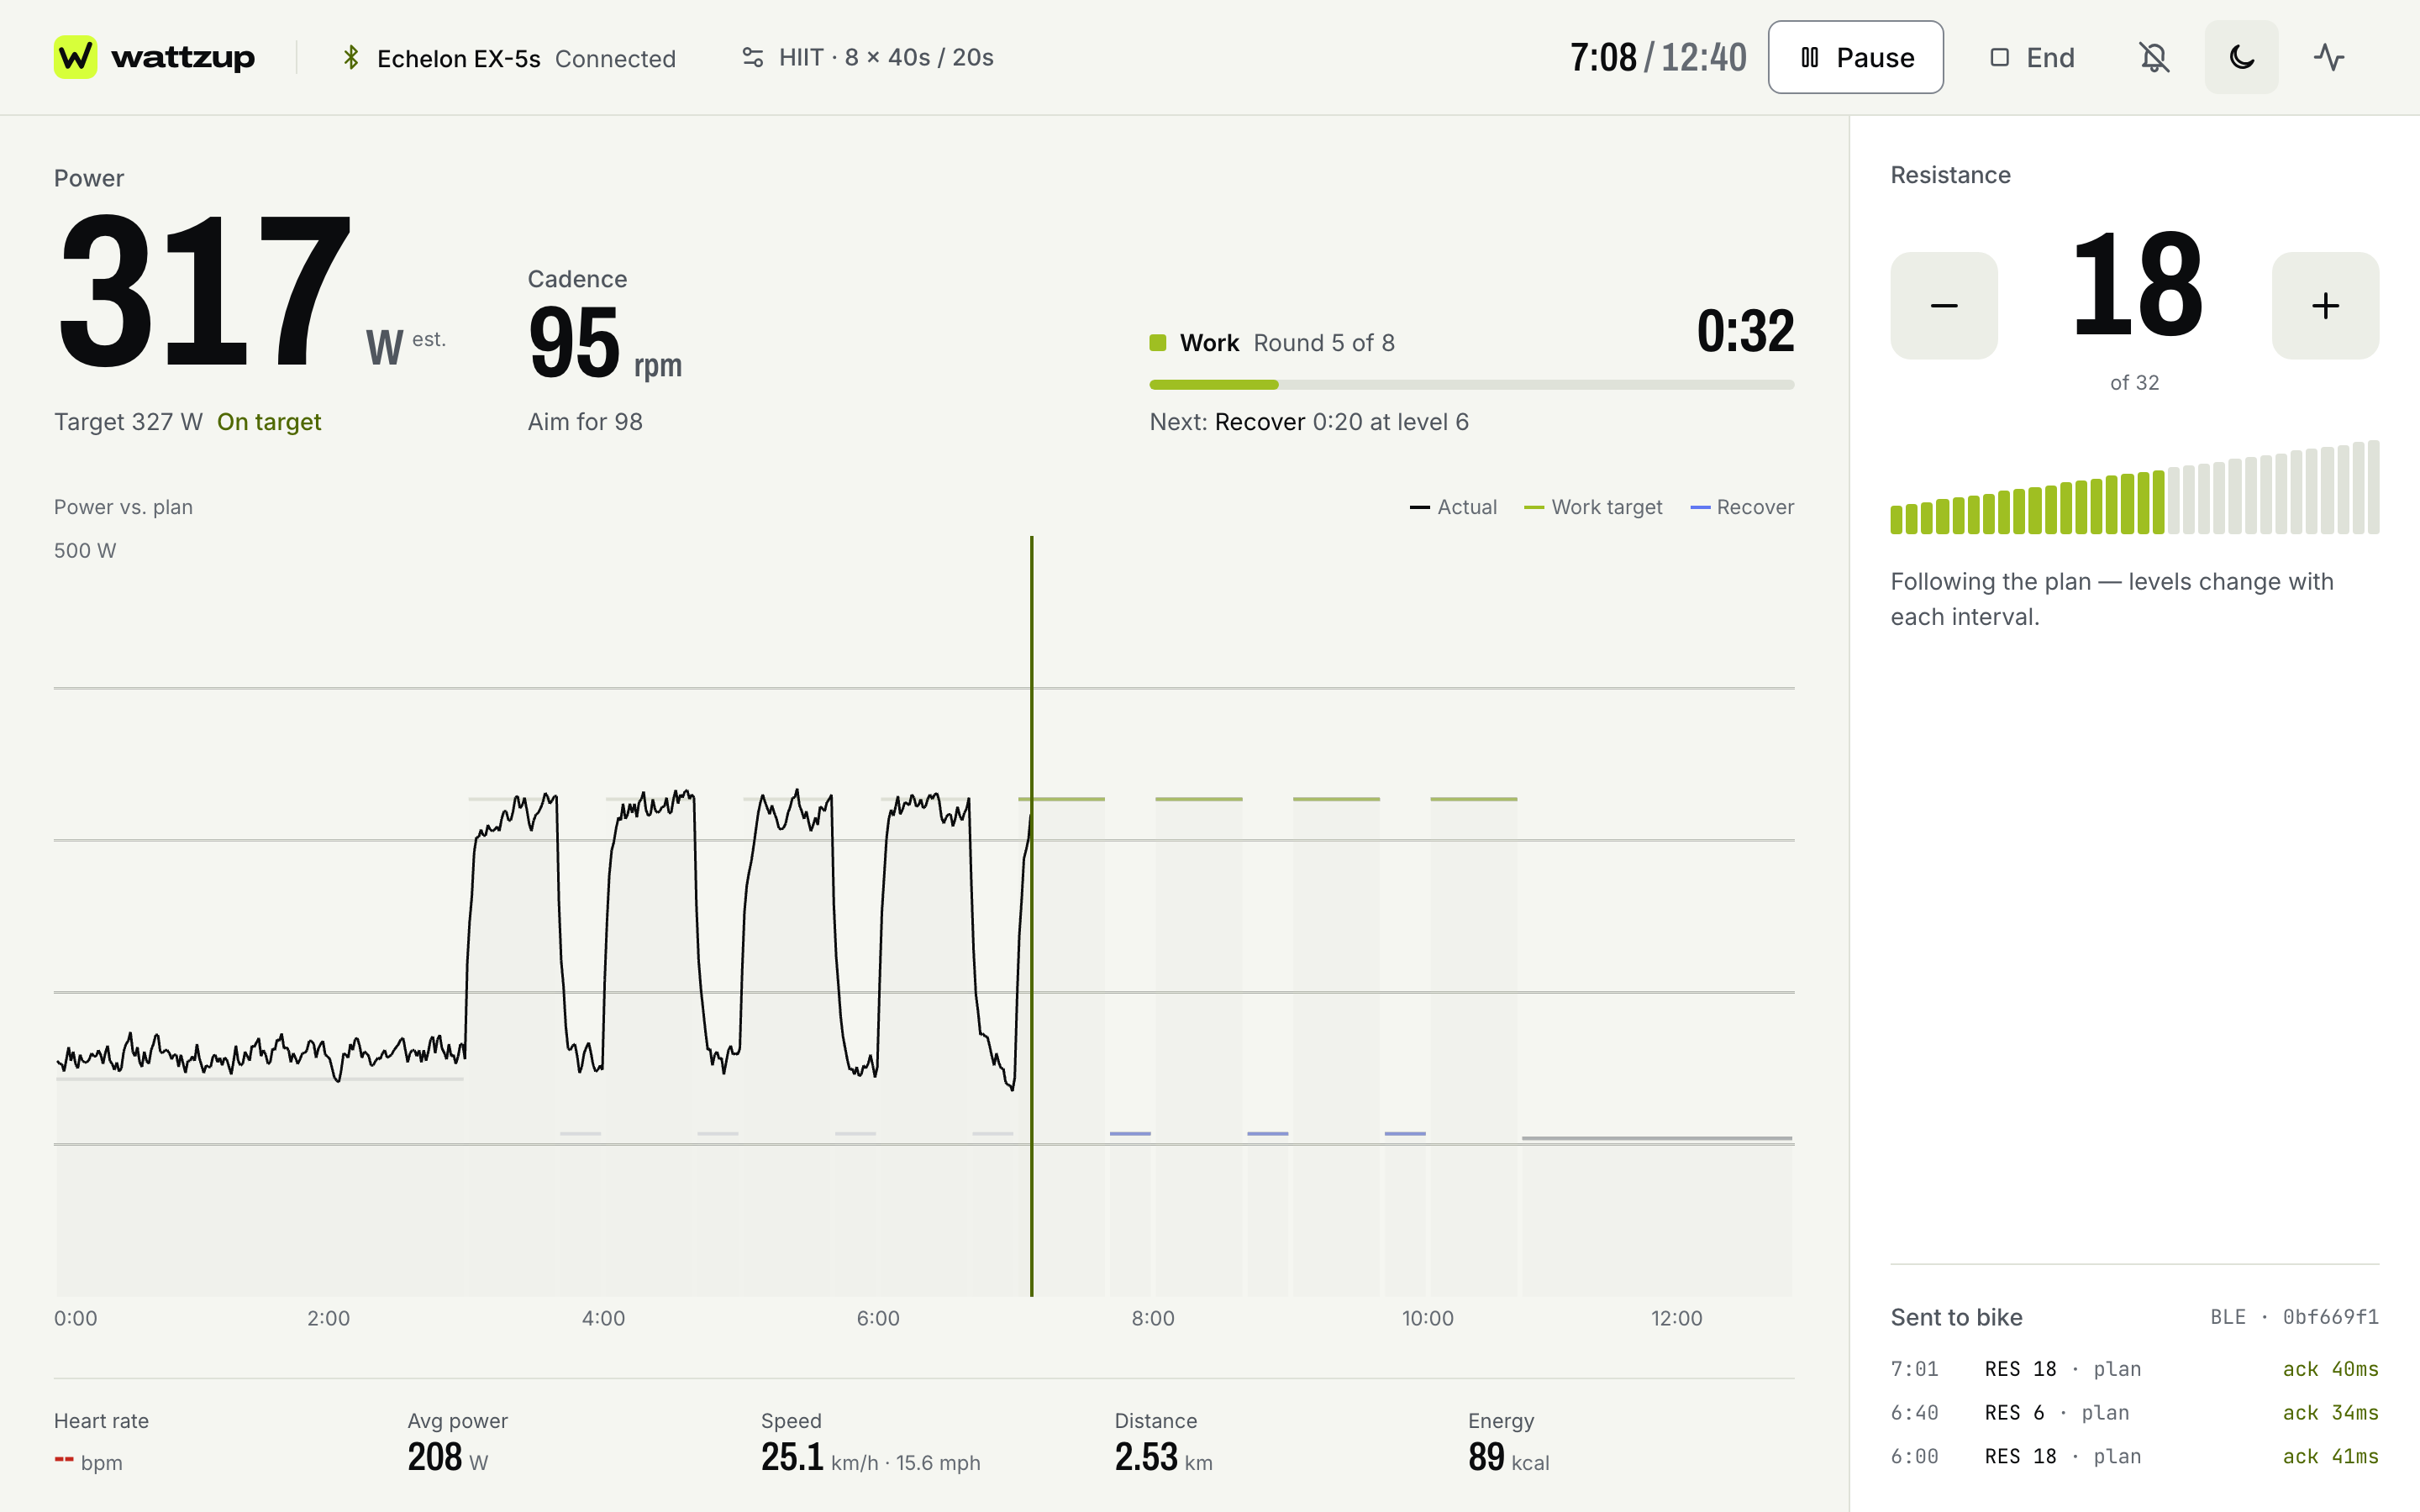 W wattzup
Echelon EX-5s Connected
HIIT · 8 × 40s / 20s
7:08 / 12:40
Pause
End
Power
317 W est.
Target 327 W On target
Cadence
95 rpm
Aim for 98
Work Round 5 of 8
0:32
Next: Recover 0:20 at level 6
Power vs. plan
Actual Work target Recover
500 W
0:00 2:00 4:00 6:00 8:00 10:00 12:00
Heart rate
-- bpm
Avg power
208 W
Speed
25.1 km/h · 15.6 mph
Distance
2.53 km
Energy
89 kcal
Resistance
− 18 +
of 32
Following the plan — levels change with
each interval.
Sent to bike BLE · 0bf669f1
7:01 RES 18 · plan ack 40ms
6:40 RES 6 · plan ack 34ms
6:00 RES 18 · plan ack 41ms